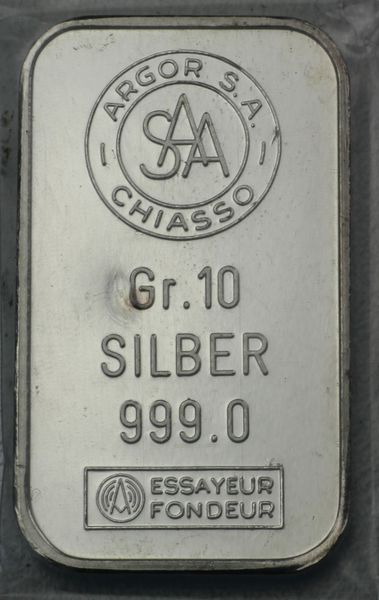 ARGOR S.A.
SAA
CHIASSO
Gr. 10
SILBER
999.0
A ESSAYEUR
FONDEUR